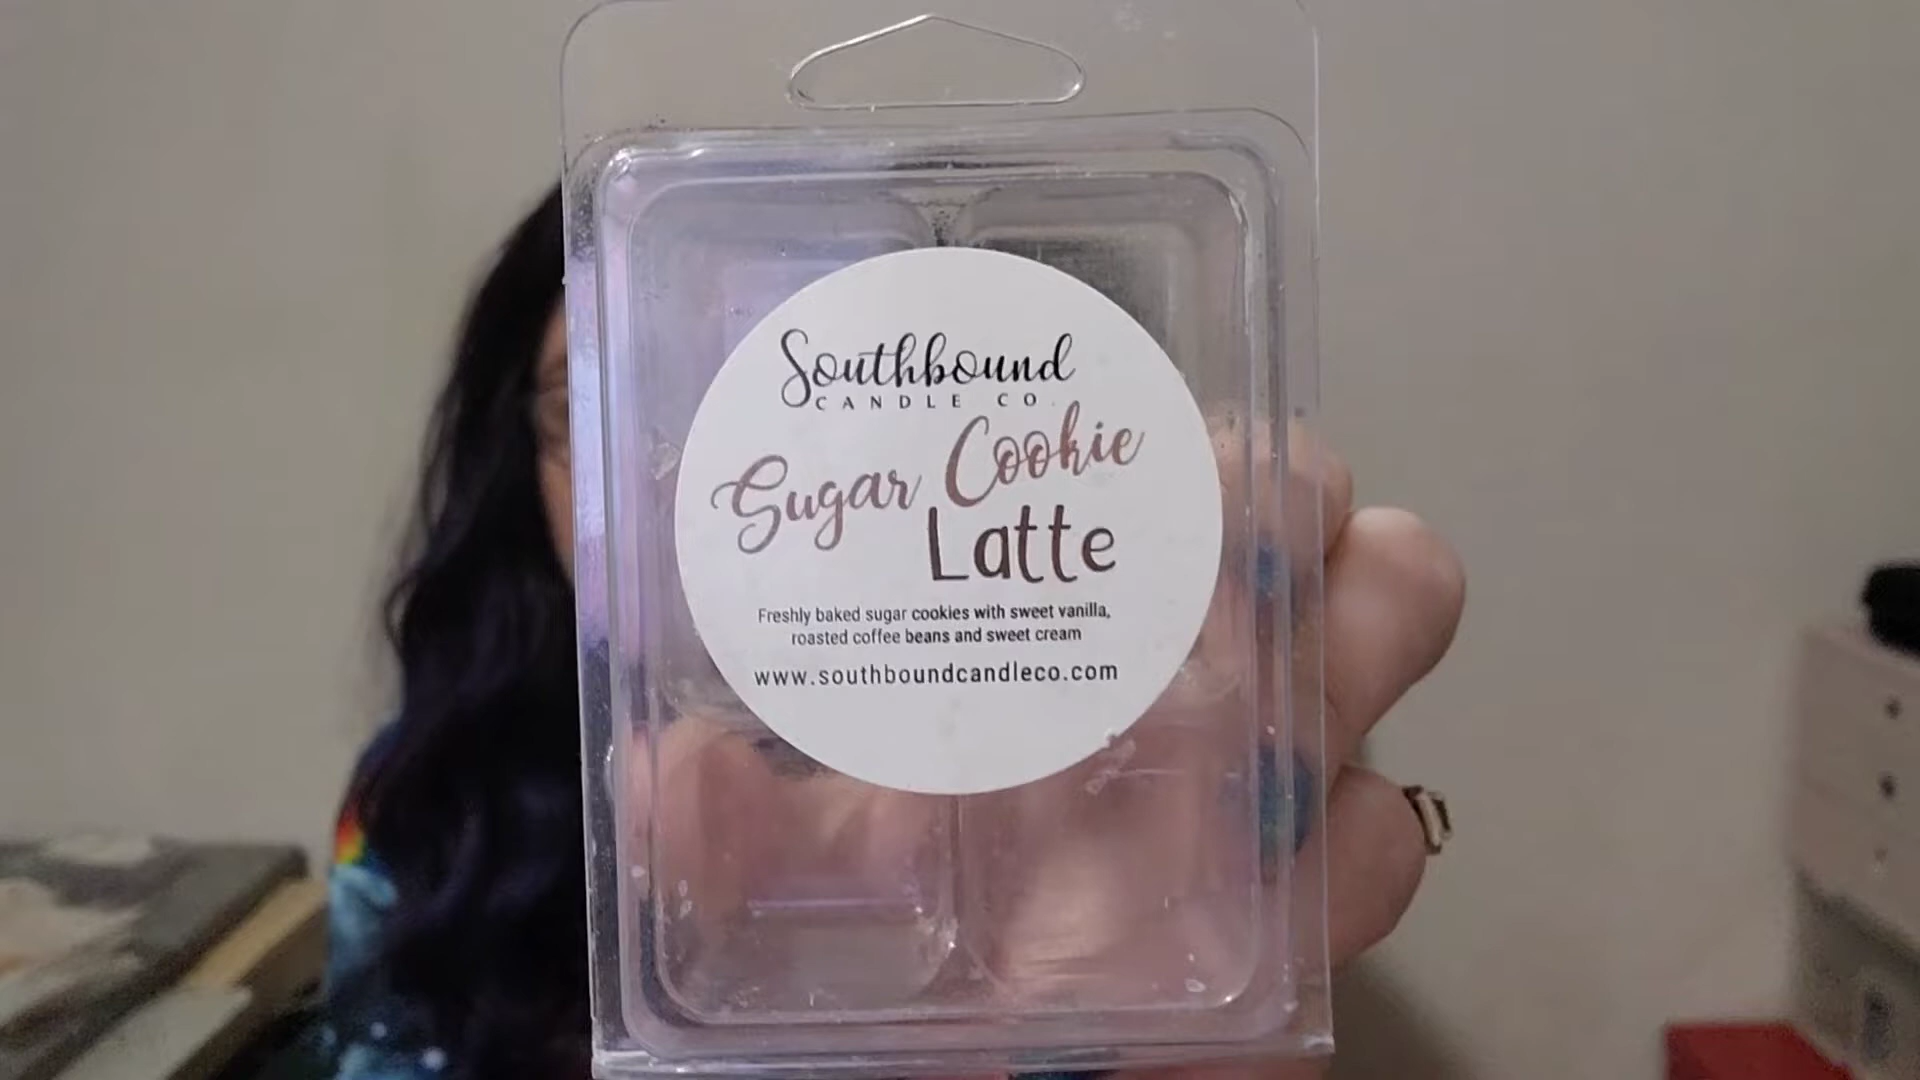 Southbound
CANDLE CO.
Sugar Cookie
Latte
Freshly baked sugar cookies with sweet vanilla,
roasted coffee beans and sweet cream
www.southboundcandleco.com